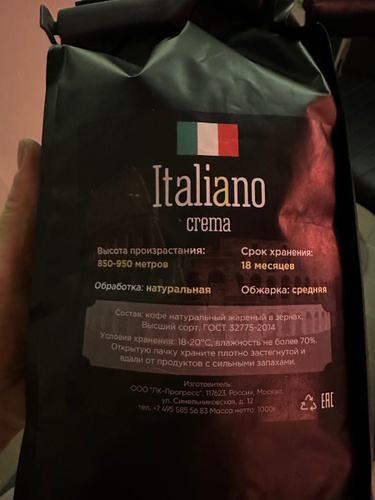 Italiano
crema
Высота произрастания:
850-950 метров
Срок хранения:
18 месяцев
Обработка: натуральная
Обжарка: средняя
Состав: кофе натуральный жареный в зёрнах.
Высший сорт. ГОСТ 32775-2014
Условия хранения: 18-20°С, влажность не более 70%
Открытую пачку храните плотно застегнутой и
вдали от продуктов с сильными запахами.
Изготовитель:
ООО "ЛК-Прогресс", 117623, Россия, Москва,
ул. Синельниковская, д. 12
тел. +7 495 585 56 83 Масса нетто: 1000г
EAC